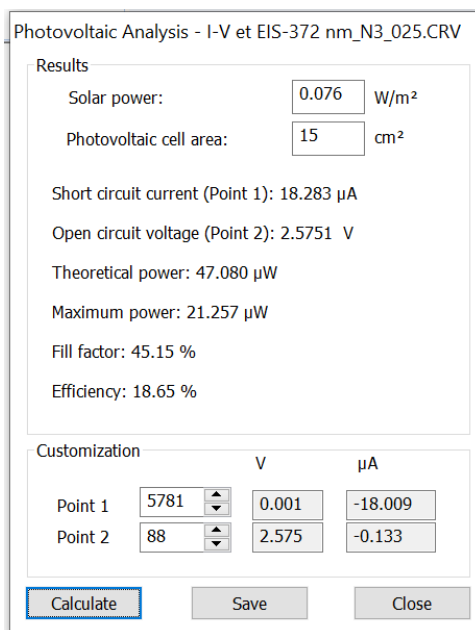 Photovoltaic Analysis - I-V et EIS-372 nm_N3_025.CRV
Results
Solar power: 0.076 W/m²
Photovoltaic cell area: 15 cm²
Short circuit current (Point 1): 18.283 µA
Open circuit voltage (Point 2): 2.5751 V
Theoretical power: 47.080 µW
Maximum power: 21.257 µW
Fill factor: 45.15 %
Efficiency: 18.65 %
Customization
V µA
Point 1 5781 0.001 -18.009
Point 2 88 2.575 -0.133
Calculate Save Close